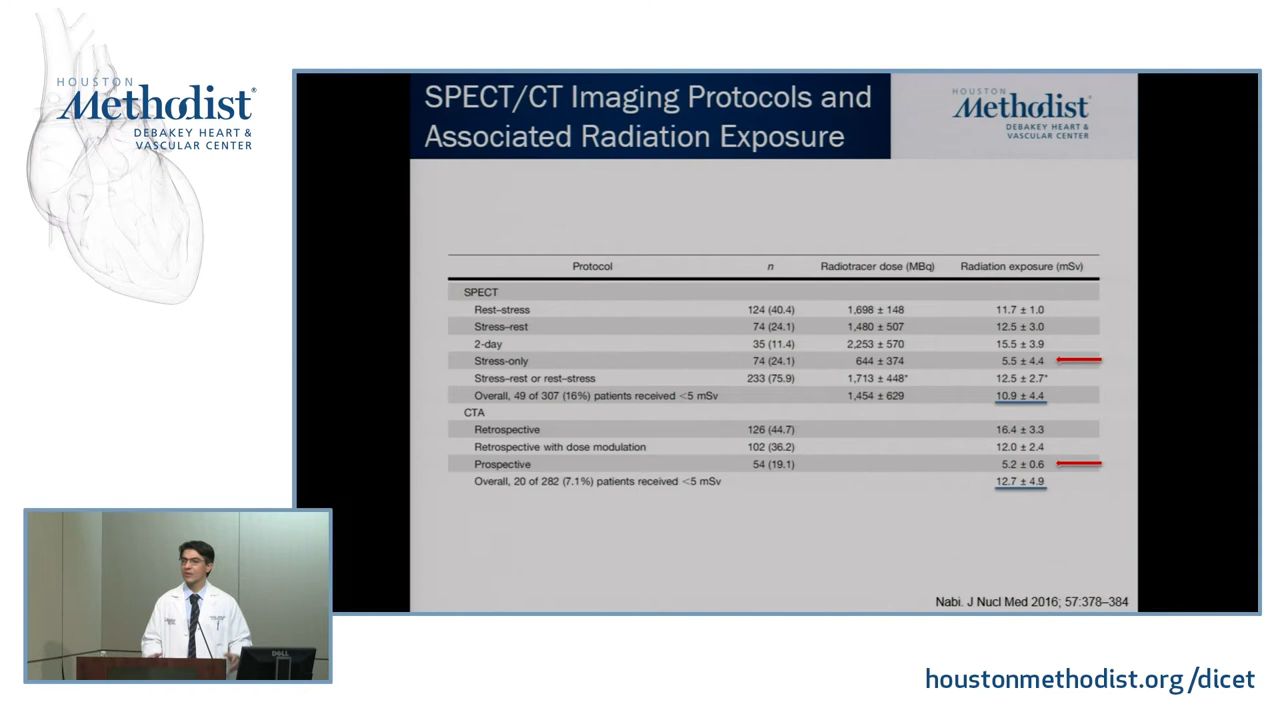 HOUSTON
Methodist®
DEBAKEY HEART &
VASCULAR CENTER
SPECT/CT Imaging Protocols and
Associated Radiation Exposure
HOUSTON
Methodist
DEBAKEY HEART &
VASCULAR CENTER
Protocol n Radiotracer dose (MBq) Radiation exposure (mSv)
SPECT
Rest–stress 124 (40.4) 1,698 ± 148 11.7 ± 1.0
Stress–rest 74 (24.1) 1,480 ± 507 12.5 ± 3.0
2-day 35 (11.4) 2,253 ± 570 15.5 ± 3.9
Stress-only 74 (24.1) 644 ± 374 5.5 ± 4.4
Stress–rest or rest–stress 233 (75.9) 1,713 ± 448* 12.5 ± 2.7*
Overall, 49 of 307 (16%) patients received <5 mSv 1,454 ± 629 10.9 ± 4.4
CTA
Retrospective 126 (44.7) 16.4 ± 3.3
Retrospective with dose modulation 102 (36.2) 12.0 ± 2.4
Prospective 54 (19.1) 5.2 ± 0.6
Overall, 20 of 282 (7.1%) patients received <5 mSv 12.7 ± 4.9
Nabi. J Nucl Med 2016; 57:378–384
DELL
houstonmethodist.org/dicet